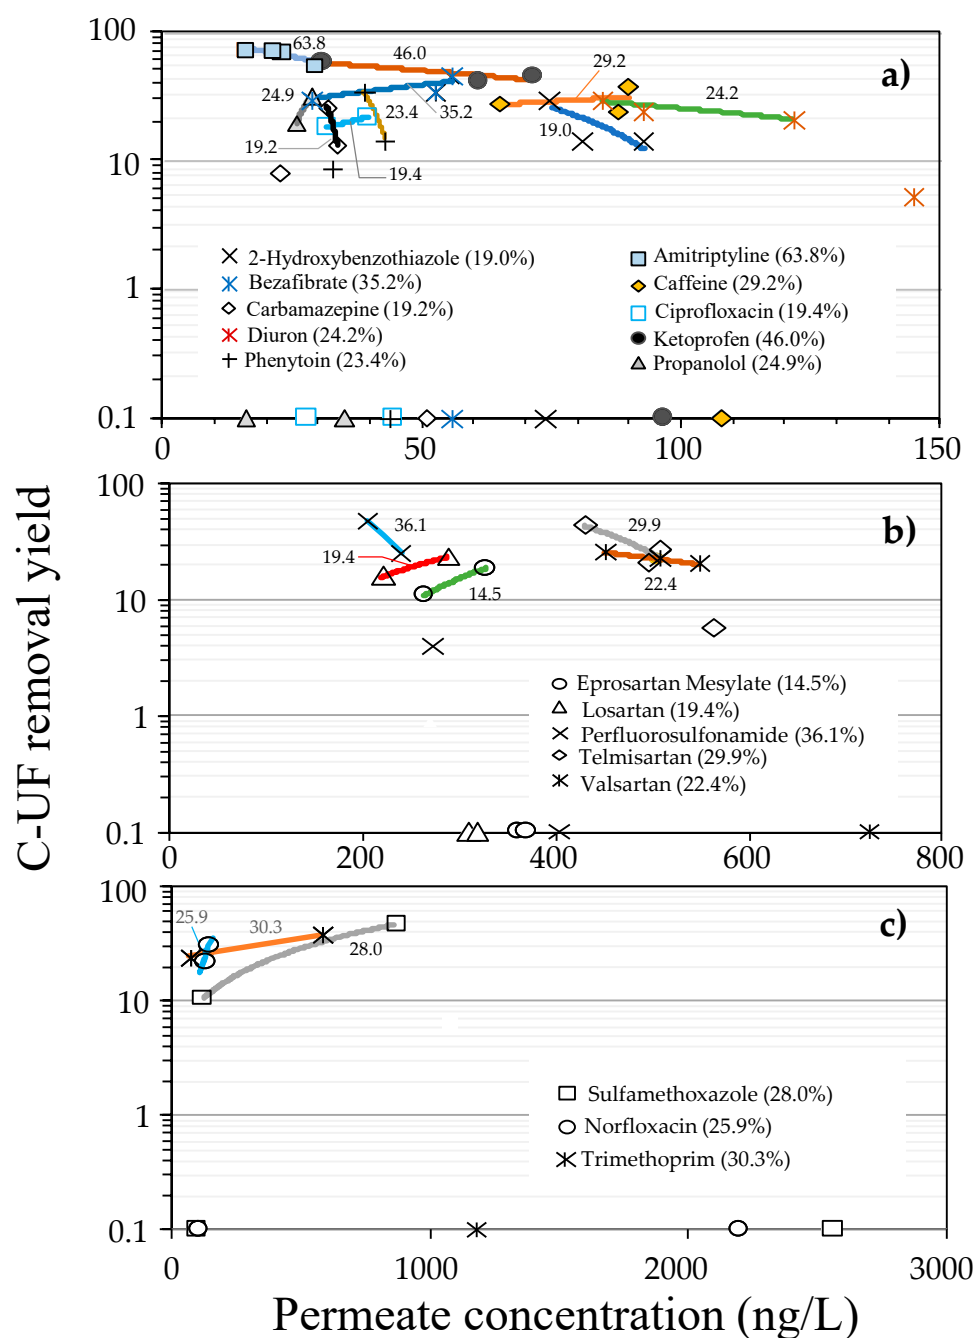 C-UF removal yield
100
10
1
0.1
0
50
100
150
a)
63.8
46.0
29.2
24.2
24.9
35.2
23.4
19.0
19.2
19.4
2-Hydroxybenzothiazole (19.0%)
Bezafibrate (35.2%)
Carbamazepine (19.2%)
Diuron (24.2%)
Phenytoin (23.4%)
Amitriptyline (63.8%)
Caffeine (29.2%)
Ciprofloxacin (19.4%)
Ketoprofen (46.0%)
Propanolol (24.9%)
100
10
1
0.1
0
200
400
600
800
b)
36.1
19.4
14.5
29.9
22.4
Eprosartan Mesylate (14.5%)
Losartan (19.4%)
Perfluorosulfonamide (36.1%)
Telmisartan (29.9%)
Valsartan (22.4%)
100
10
1
0.1
0
1000
2000
3000
c)
25.9
30.3
28.0
Sulfamethoxazole (28.0%)
Norfloxacin (25.9%)
Trimethoprim (30.3%)
Permeate concentration (ng/L)